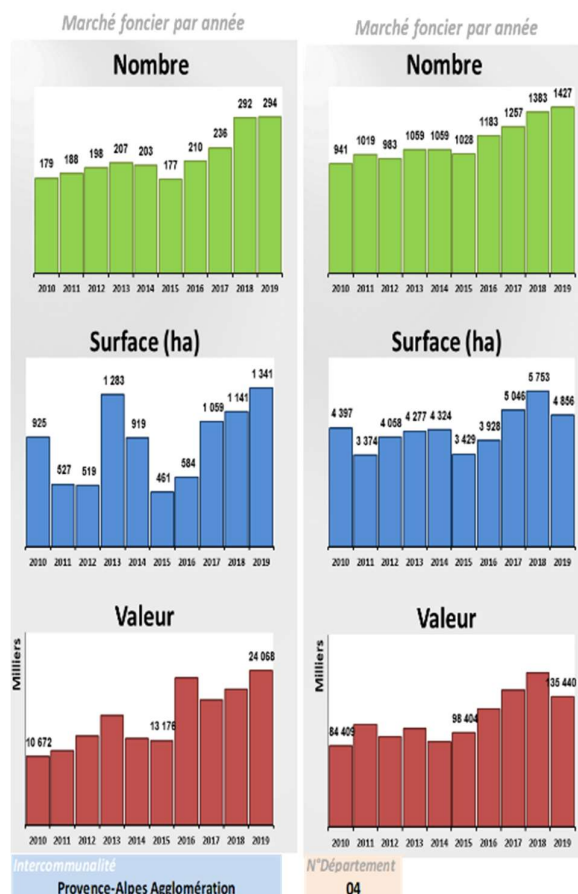 Marché foncier par année
Nombre
179 188 198 207 203 177 210 236 292 294
2010 2011 2012 2013 2014 2015 2016 2017 2018 2019
Surface (ha)
925 527 519 1 283 919 461 584 1 059 1 141 1 341
2010 2011 2012 2013 2014 2015 2016 2017 2018 2019
Valeur
Milliers
10 672 13 176 24 068
2010 2011 2012 2013 2014 2015 2016 2017 2018 2019
Intercommunalité
Provence-Alpes Agglomération
Marché foncier par année
Nombre
941 1019 983 1059 1059 1028 1183 1257 1383 1427
2010 2011 2012 2013 2014 2015 2016 2017 2018 2019
Surface (ha)
4 397 3 374 4 058 4 277 4 324 3 429 3 928 5 046 5 753 4 856
2010 2011 2012 2013 2014 2015 2016 2017 2018 2019
Valeur
Milliers
84 409 98 404 135 440
2010 2011 2012 2013 2014 2015 2016 2017 2018 2019
N°Département
04